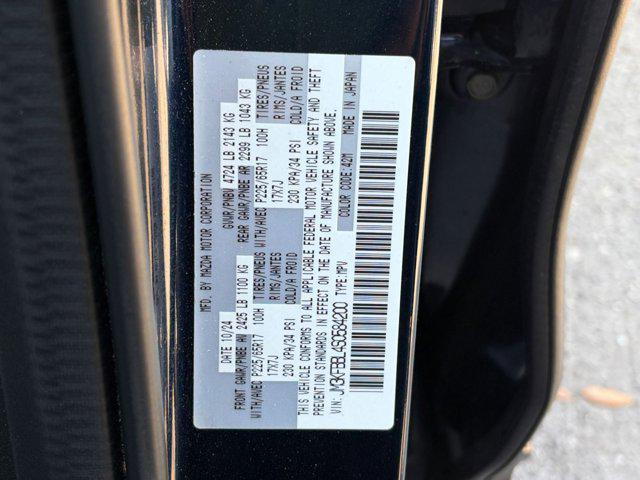 MFD. BY MAZDA MOTOR CORPORATION
DATE 10/24 GVWR/PNBV 4724 LB 2143 KG
FRONT GAWR/PNBE AV 2425 LB 1100 KG REAR GAWR/PNBE AR 2299 LB 1043 KG
WITH/AVEC P225/65R17 100H TIRES/PNEUS WITH/AVEC P225/65R17 100H TIRES/PNEUS
17X7J RIMS/JANTES 17X7J RIMS/JANTES
230 KPA/34 PSI COLD/A FROID 230 KPA/34 PSI COLD/A FROID
THIS VEHICLE CONFORMS TO ALL APPLICABLE FEDERAL MOTOR VEHICLE SAFETY AND THEFT
PREVENTION STANDARDS IN EFFECT ON THE DATE OF MANUFACTURE SHOWN ABOVE.
VIN: JM3KFBBL4S0584200 TYPE:MPV COLOR CODE:42M MADE IN JAPAN